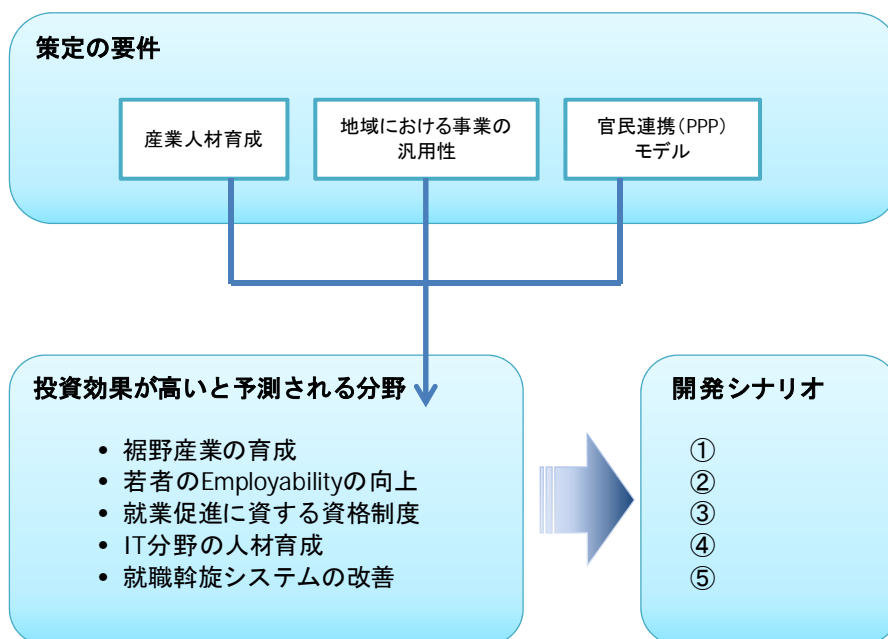 策定の要件
産業人材育成
地域における事業の
汎用性
官民連携(PPP)
モデル
投資効果が高いと予測される分野
• 裾野産業の育成
• 若者のEmployabilityの向上
• 就業促進に資する資格制度
• IT分野の人材育成
• 就職斡旋システムの改善
開発シナリオ
①
②
③
④
⑤